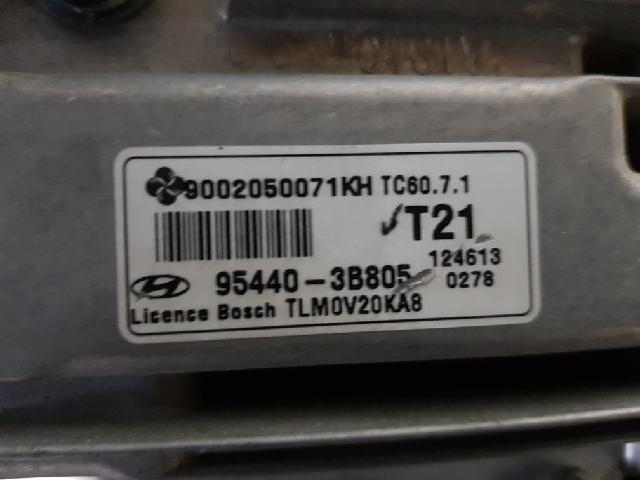 9002050071KH TC60.7.1
T21
124613
95440-3B805 0278
Licence Bosch TLM0V20KA8